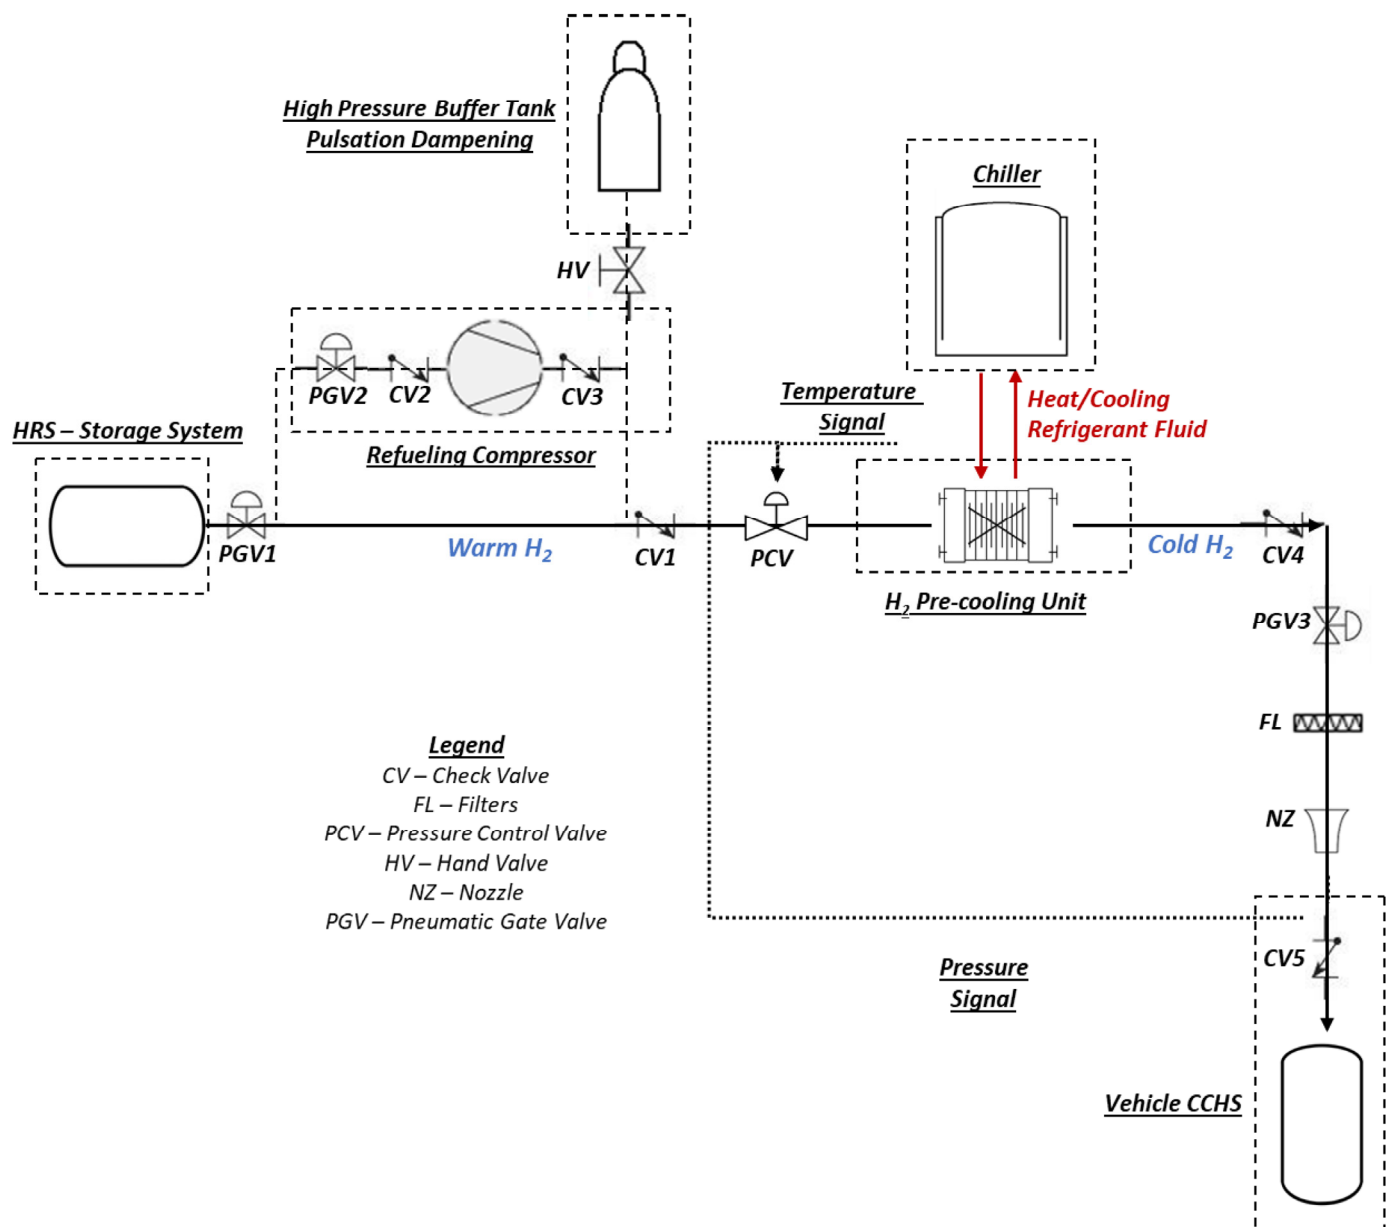 High Pressure Buffer Tank
Pulsation Dampening
Chiller
HV
PGV2
CV2
CV3
Heat/Cooling
Refrigerant Fluid
Temperature
Signal
HRS – Storage System
Refueling Compressor
PGV1
Warm H2
CV1
PCV
Cold H2
CV4
H2 Pre-cooling Unit
PGV3
FL
Legend
CV – Check Valve
FL – Filters
PCV – Pressure Control Valve
HV – Hand Valve
NZ – Nozzle
PGV – Pneumatic Gate Valve
NZ
CV5
Pressure
Signal
Vehicle CCHS